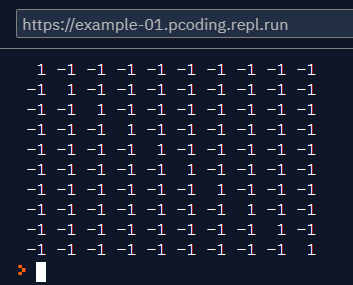 https://example-01.pcoding.repl.run
1 -1 -1 -1 -1 -1 -1 -1 -1 -1
-1 1 -1 -1 -1 -1 -1 -1 -1 -1
-1 -1 1 -1 -1 -1 -1 -1 -1 -1
-1 -1 -1 1 -1 -1 -1 -1 -1 -1
-1 -1 -1 -1 1 -1 -1 -1 -1 -1
-1 -1 -1 -1 -1 1 -1 -1 -1 -1
-1 -1 -1 -1 -1 -1 1 -1 -1 -1
-1 -1 -1 -1 -1 -1 -1 1 -1 -1
-1 -1 -1 -1 -1 -1 -1 -1 1 -1
-1 -1 -1 -1 -1 -1 -1 -1 -1 1
>